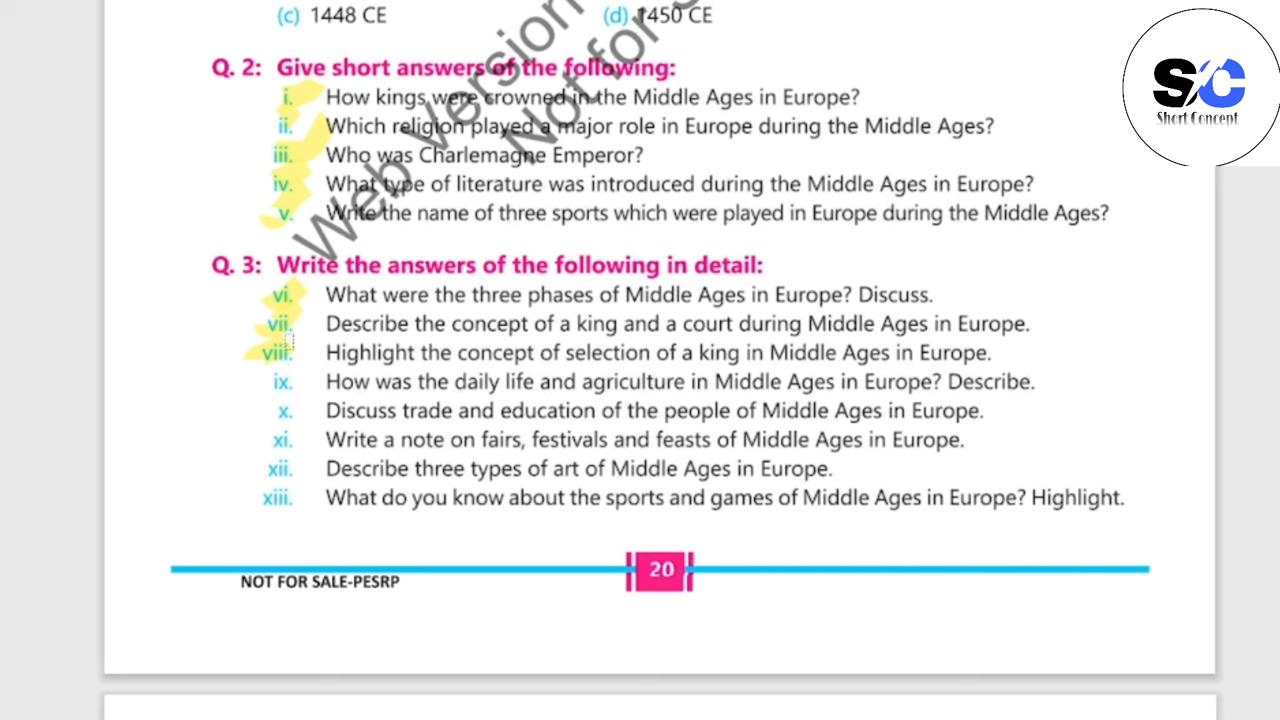 (c) 1448 CE (d) 1450 CE
Q. 2: Give short answers of the following:
i. How kings were crowned in the Middle Ages in Europe?
ii. Which religion played a major role in Europe during the Middle Ages?
iii. Who was Charlemagne Emperor?
iv. What type of literature was introduced during the Middle Ages in Europe?
v. Write the name of three sports which were played in Europe during the Middle Ages?
Q. 3: Write the answers of the following in detail:
vi. What were the three phases of Middle Ages in Europe? Discuss.
vii. Describe the concept of a king and a court during Middle Ages in Europe.
viii. Highlight the concept of selection of a king in Middle Ages in Europe.
ix. How was the daily life and agriculture in Middle Ages in Europe? Describe.
x. Discuss trade and education of the people of Middle Ages in Europe.
xi. Write a note on fairs, festivals and feasts of Middle Ages in Europe.
xii. Describe three types of art of Middle Ages in Europe.
xiii. What do you know about the sports and games of Middle Ages in Europe? Highlight.
NOT FOR SALE-PESRP
20
Web Version
Not for
SC
Short Concept